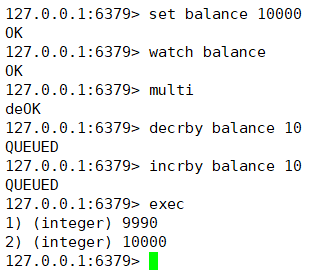 127.0.0.1:6379> set balance 10000
OK
127.0.0.1:6379> watch balance
OK
127.0.0.1:6379> multi
deOK
127.0.0.1:6379> decrby balance 10
QUEUED
127.0.0.1:6379> incrby balance 10
QUEUED
127.0.0.1:6379> exec
1) (integer) 9990
2) (integer) 10000
127.0.0.1:6379>